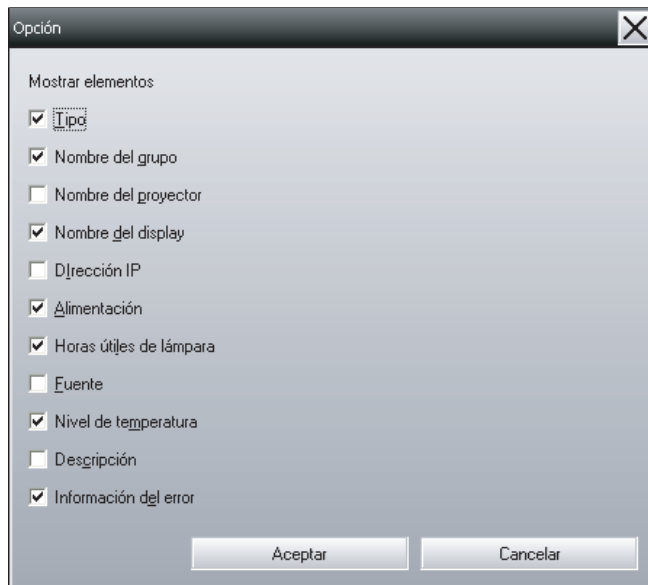 Opción
Mostrar elementos
Tipo
Nombre del grupo
Nombre del proyector
Nombre del display
DIrección IP
Alimentación
Horas útiles de lámpara
Fuente
Nivel de temperatura
Descripción
Información del error
Aceptar
Cancelar